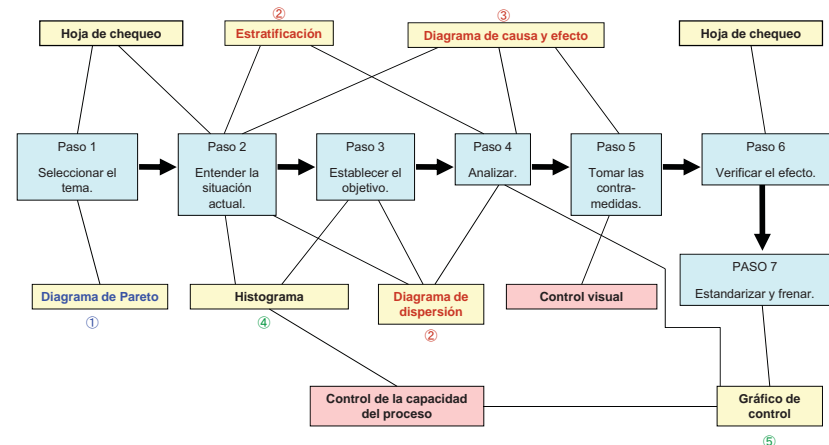 ②
③
Hoja de chequeo
Estratificación
Diagrama de causa y efecto
Hoja de chequeo
Paso 1
Seleccionar el
tema.
Paso 2
Entender la
situación
actual.
Paso 3
Establecer el
objetivo.
Paso 4
Analizar.
Paso 5
Tomar las
contra-
medidas.
Paso 6
Verificar el efecto.
PASO 7
Estandarizar y frenar.
Diagrama de Pareto
①
Histograma
④
Diagrama de
dispersión
②
Control visual
Control de la capacidad
del proceso
Gráfico de
control
⑤